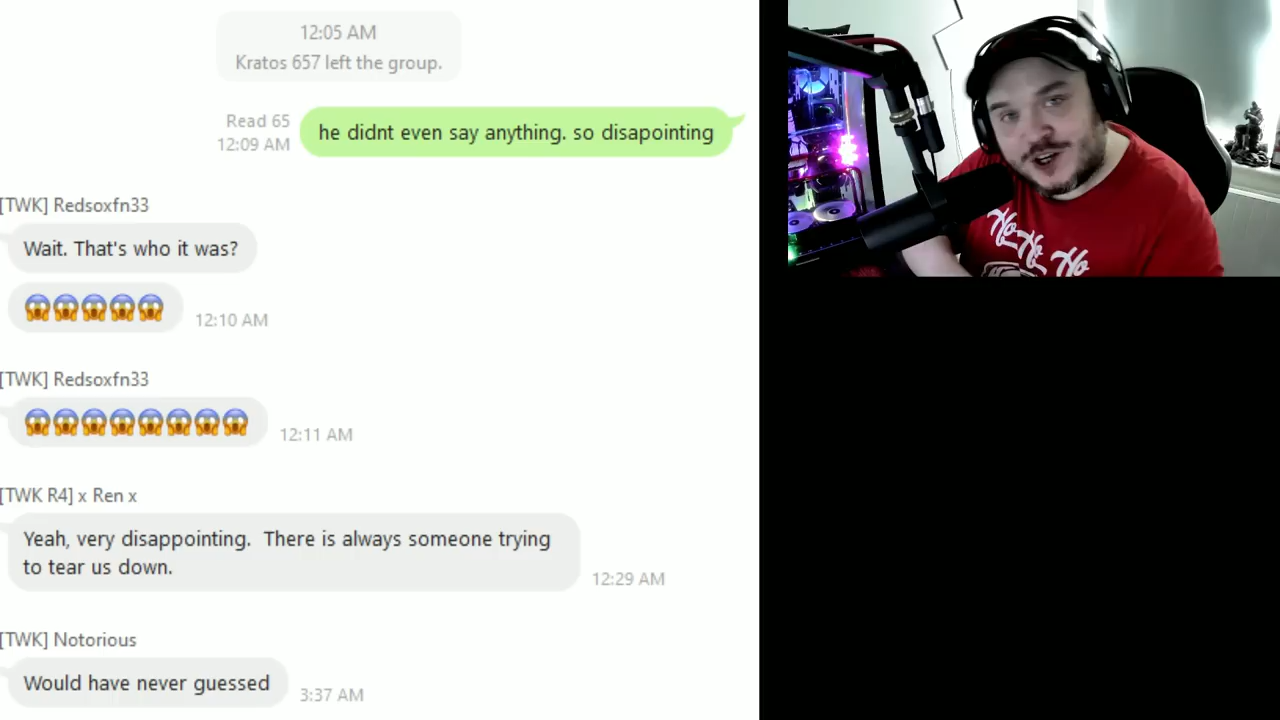 12:05 AM
Kratos 657 left the group.
Read 65
12:09 AM
he didnt even say anything. so disapointing
[TWK] Redsoxfn33
Wait. That's who it was?
😱😱😱😱😱
12:10 AM
[TWK] Redsoxfn33
😱😱😱😱😱😱😱😱
12:11 AM
[TWK R4] x Ren x
Yeah, very disappointing.  There is always someone trying
to tear us down.
12:29 AM
[TWK] Notorious
Would have never guessed
3:37 AM
Ho Ho Ho